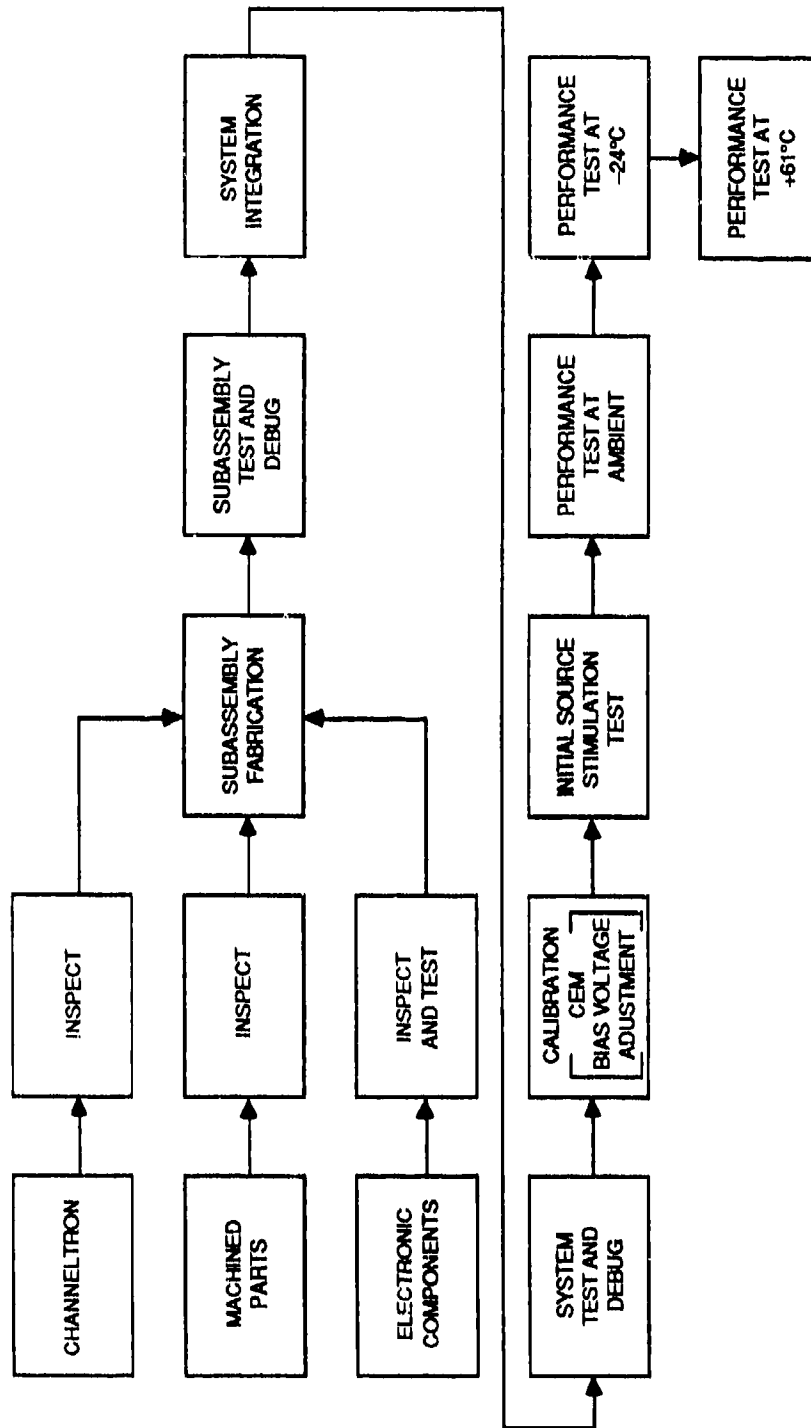 CHANNELTRON
INSPECT
MACHINED
PARTS
INSPECT
ELECTRONIC
COMPONENTS
INSPECT
AND TEST
SUBASSEMBLY
FABRICATION
SUBASSEMBLY
TEST AND
DEBUG
SYSTEM
INTEGRATION
SYSTEM
TEST AND
DEBUG
CALIBRATION
CEM
BIAS VOLTAGE
ADUSTMENT
INITIAL SOURCE
STIMULATION
TEST
PERFORMANCE
TEST AT
AMBIENT
PERFORMANCE
TEST AT
–24°C
PERFORMANCE
TEST AT
+61°C